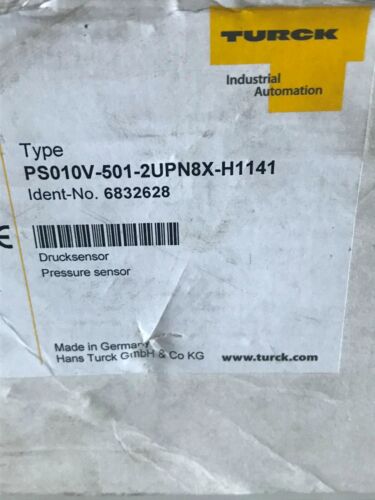 TURCK
Industrial
Automation
Type
PS010V-501-2UPN8X-H1141
Ident-No. 6832628
CE
Drucksensor
Pressure sensor
Made in Germany
Hans Turck GmbH & Co KG
www.turck.com